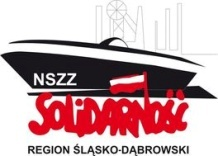 NSZZ
SOLIDARNOŚĆ
REGION ŚLĄSKO-DĄBROWSKI